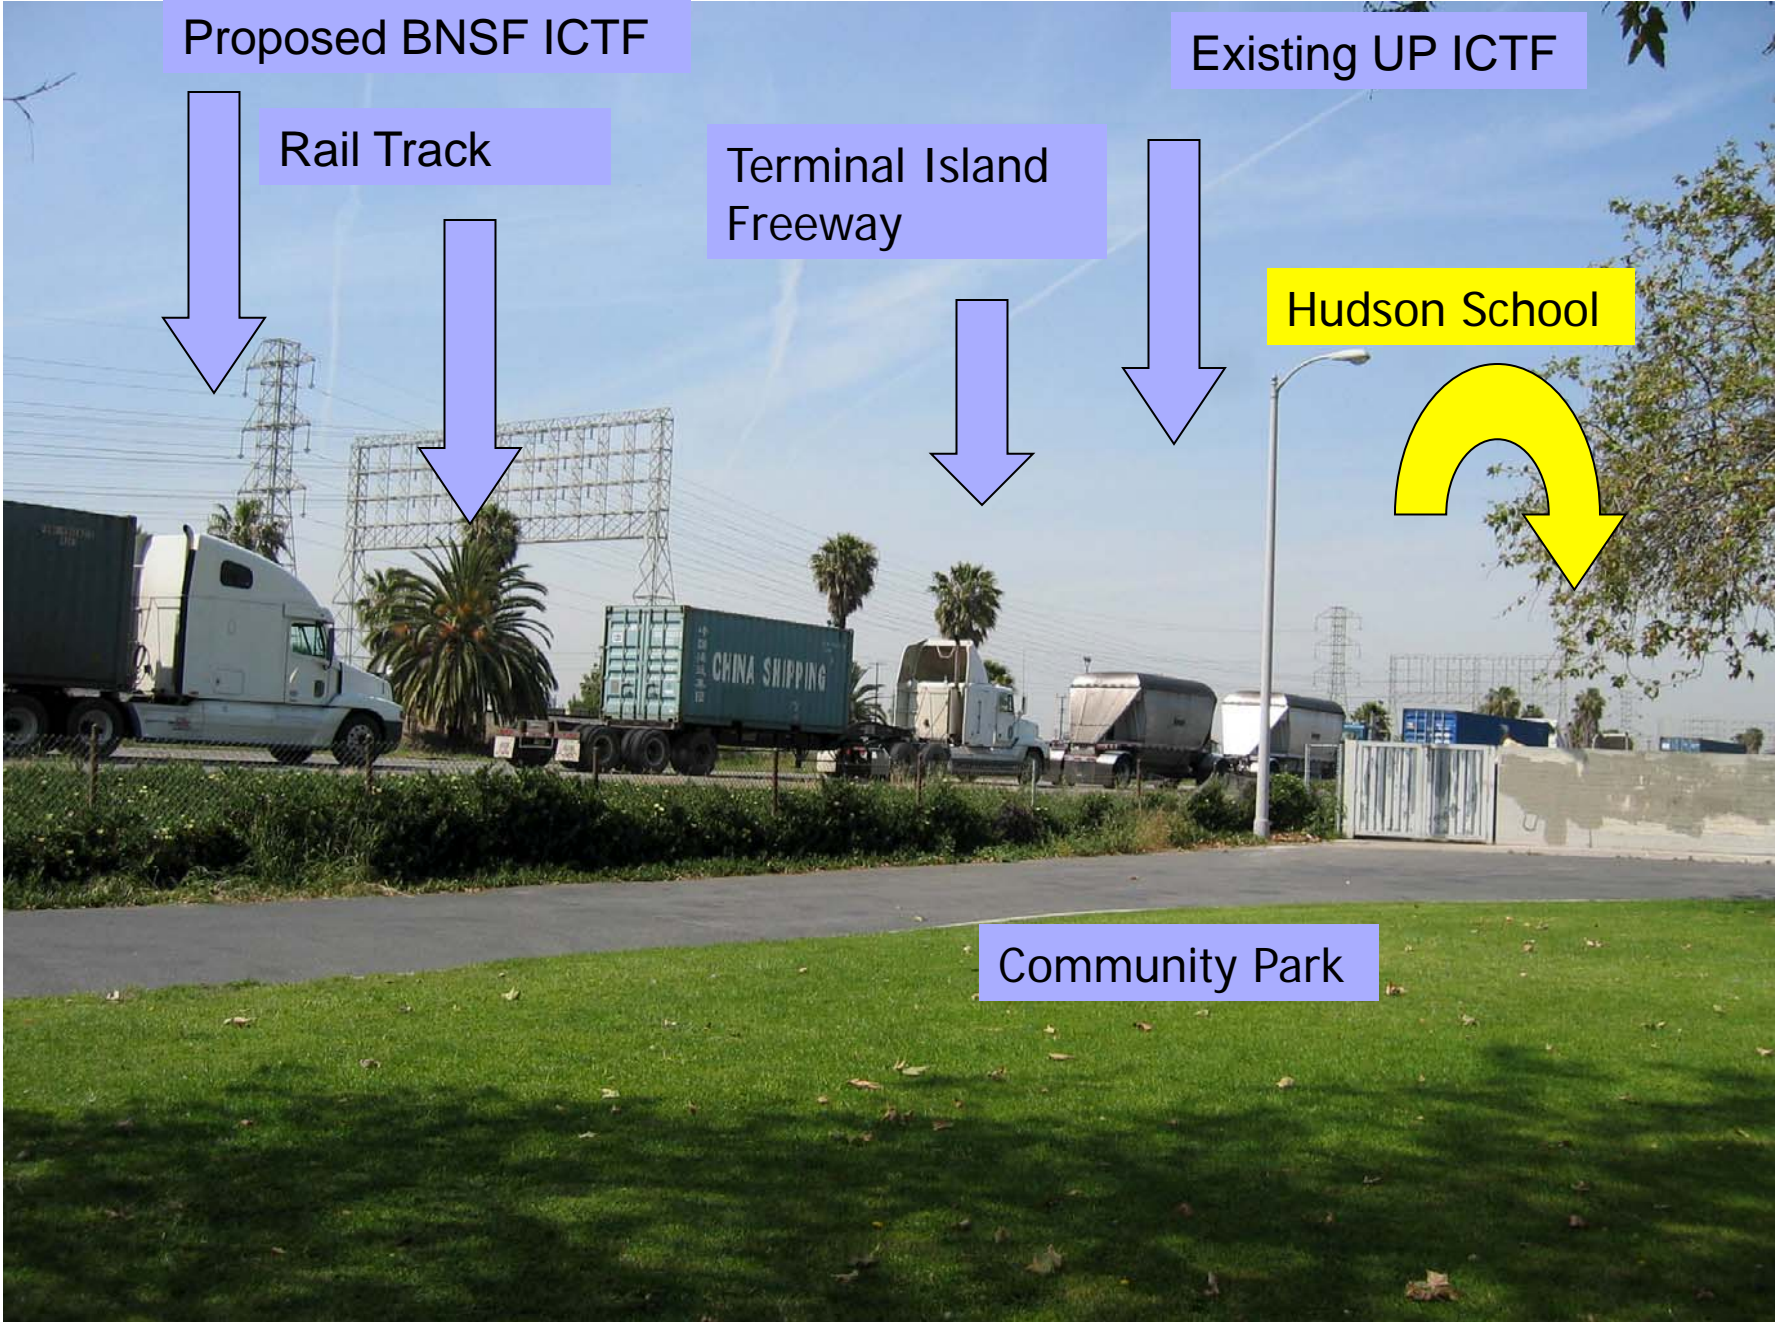 Proposed BNSF ICTF
Existing UP ICTF
Rail Track
Terminal Island
Freeway
Hudson School
CHINA SHIPPING
Community Park